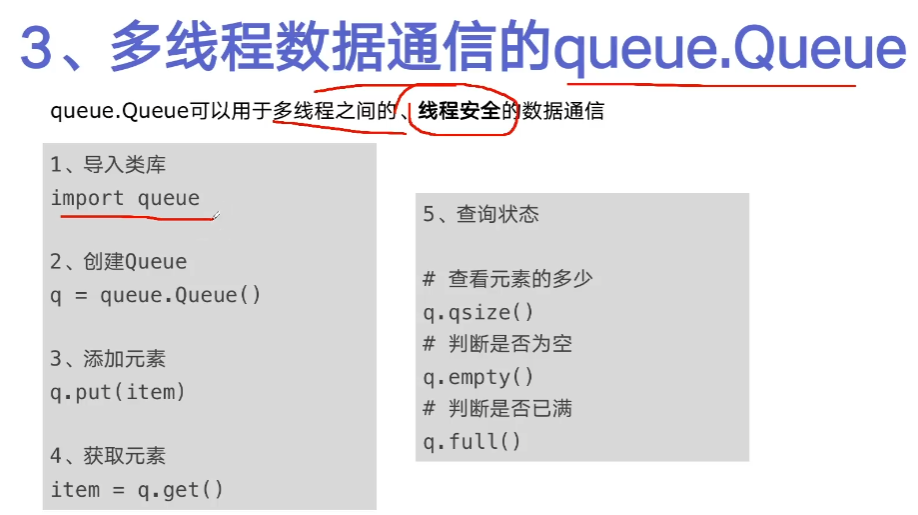 3、多线程数据通信的queue.Queue
queue.Queue可以用于多线程之间的、线程安全的数据通信
1、导入类库
import queue
2、创建Queue
q = queue.Queue()
3、添加元素
q.put(item)
4、获取元素
item = q.get()
5、查询状态
# 查看元素的多少
q.qsize()
# 判断是否为空
q.empty()
# 判断是否已满
q.full()